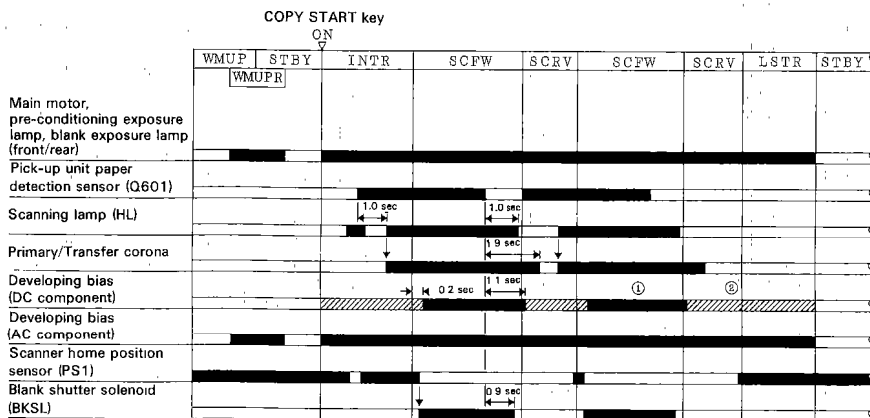 COPY START key
ON
WMUP STBY INTR SCFW SCRV SCFW SCRV LSTR STBY
WMUPR
Main motor,
pre-conditioning exposure
lamp, blank exposure lamp
(front/rear)
Pick-up unit paper
detection sensor (Q601)
1.0 sec 1.0 sec
Scanning lamp (HL)
1 9 sec
Primary/Transfer corona
1 1 sec
Developing bias
(DC component)
0 2 sec ① ②
Developing bias
(AC component)
Scanner home position
sensor (PS1)
Blank shutter solenoid
(BKSL)
0 9 sec